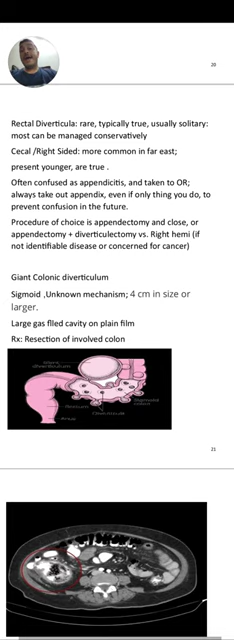 20
Rectal Diverticula: rare, typically true, usually solitary:
most can be managed conservatively
Cecal /Right Sided: more common in far east;
present younger, are true .
Often confused as appendicitis, and taken to OR;
always take out appendix, even if only thing you do, to
prevent confusion in the future.
Procedure of choice is appendectomy and close, or
appendectomy + diverticulectomy vs. Right hemi (if
not identifiable disease or concerned for cancer)
Giant Colonic diverticulum
Sigmoid ,Unknown mechanism; 4 cm in size or
larger.
Large gas flled cavity on plain film
Rx: Resection of involved colon
diverticulum
Sigmoid
colon
Rectum
Anus
21